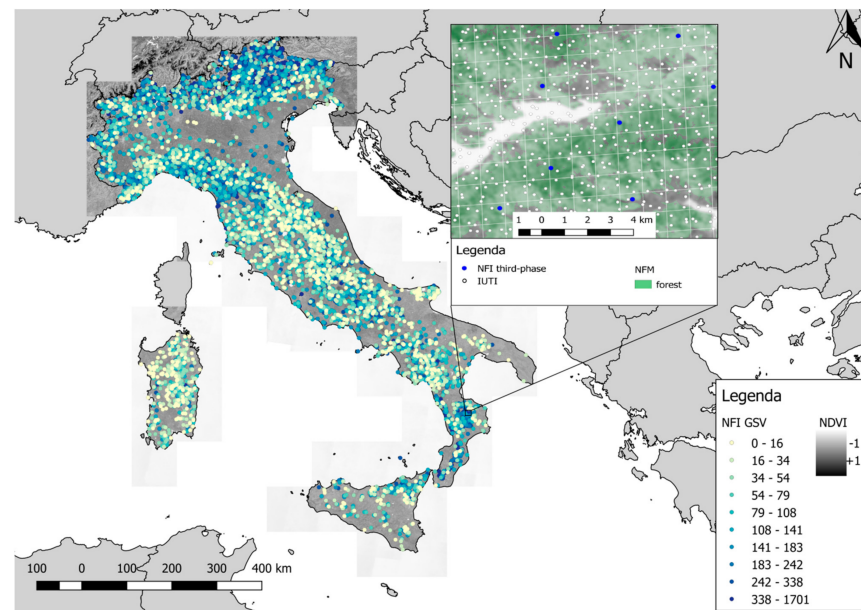 N
1 0 1 2 3 4 km
Legenda
NFI third-phase
NFM
IUTI
forest
Legenda
NFI GSV
NDVI
0 - 16
-1
16 - 34
+1
34 - 54
54 - 79
79 - 108
108 - 141
141 - 183
183 - 242
242 - 338
338 - 1701
100 0 100 200 300 400 km